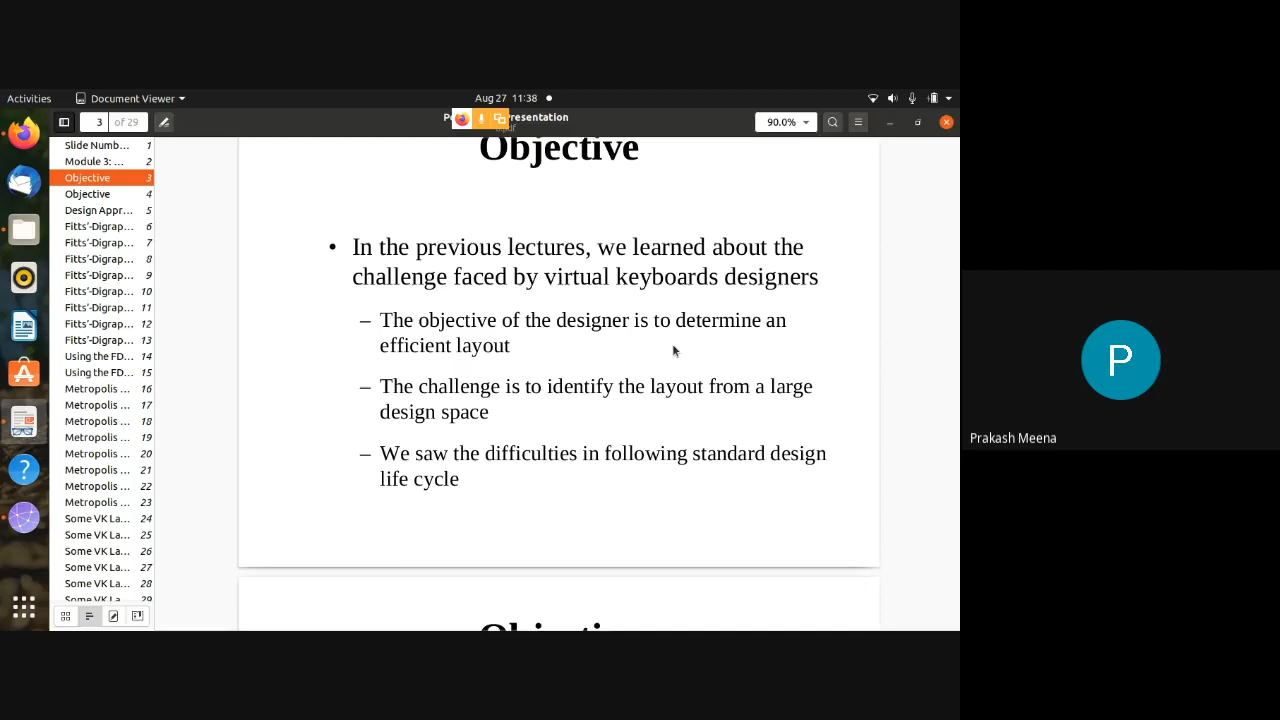 Activities
Document Viewer
Aug 27 11:38
3 of 29
Presentation
90.0%
Slide Numb... 1
Module 3: ... 2
Objective 3
Objective 4
Design Appr... 5
Fitts'-Digrap... 6
Fitts'-Digrap... 7
Fitts'-Digrap... 8
Fitts'-Digrap... 9
Fitts'-Digrap... 10
Fitts'-Digrap... 11
Fitts'-Digrap... 12
Fitts'-Digrap... 13
Using the FD... 14
Using the FD... 15
Metropolis ... 16
Metropolis ... 17
Metropolis ... 18
Metropolis ... 19
Metropolis ... 20
Metropolis ... 21
Metropolis ... 22
Metropolis ... 23
Some VK La... 24
Some VK La... 25
Some VK La... 26
Some VK La... 27
Some VK La... 28
Some VK La... 29
Objective
• In the previous lectures, we learned about the
challenge faced by virtual keyboards designers
– The objective of the designer is to determine an
efficient layout
– The challenge is to identify the layout from a large
design space
– We saw the difficulties in following standard design
life cycle
P
Prakash Meena